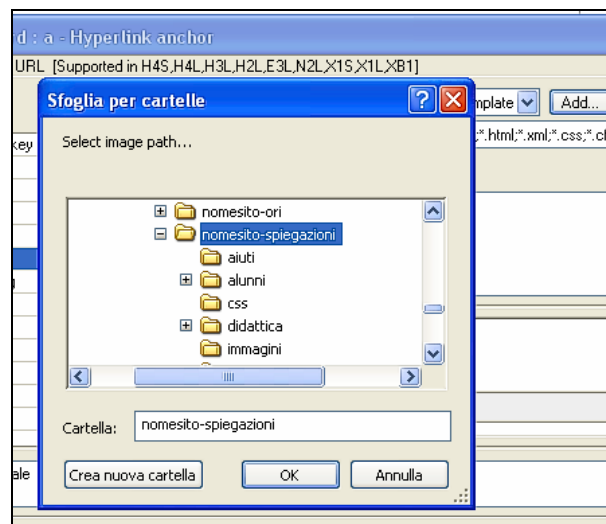 d : a - Hyperlink anchor
URL [Supported in H4S,H4L,H3L,H2L,E3L,N2L,X1S,X1L,XB1]
Sfoglia per cartelle
mplate Add...
key
;*.html;*.xml;*.css;*.cl
Select image path...
nomesito-ori
nomesito-spiegazioni
aiuti
alunni
css
didattica
immagini
Cartella: nomesito-spiegazioni
ale
Crea nuova cartella OK Annulla